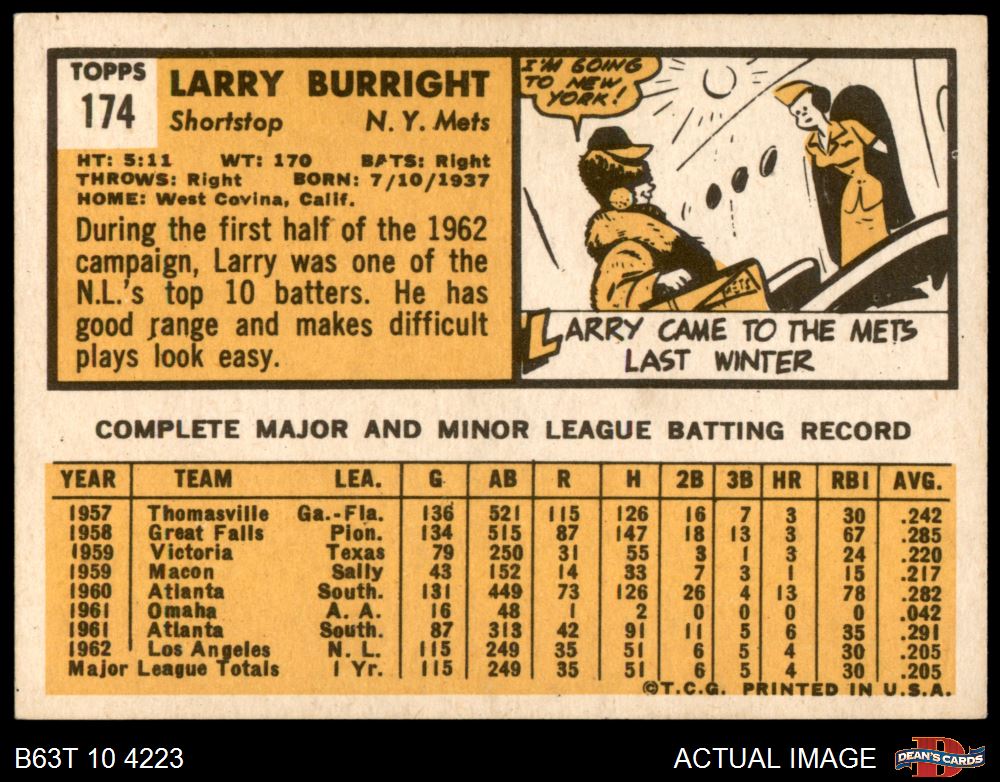 TOPPS
174
LARRY BURRIGHT
Shortstop N. Y. Mets
HT: 5:11 WT: 170 BATS: Right
THROWS: Right BORN: 7/10/1937
HOME: West Covina, Calif.
During the first half of the 1962
campaign, Larry was one of the
N.L.'s top 10 batters. He has
good range and makes difficult
plays look easy.
I'M GOING
TO NEW
YORK!
METS
LARRY CAME TO THE METS
LAST WINTER
COMPLETE MAJOR AND MINOR LEAGUE BATTING RECORD
YEAR TEAM LEA. G AB R H 2B 3B HR RBI AVG.
1957 Thomasville Ga.-Fla. 136 521 115 126 16 7 3 30 .242
1958 Great Falls Pion. 134 515 87 147 18 13 3 67 .285
1959 Victoria Texas 79 250 31 55 3 1 3 24 .220
1959 Macon Sally 43 152 14 33 7 3 1 15 .217
1960 Atlanta South. 131 449 73 126 26 4 13 78 .282
1961 Omaha A. A. 16 48 1 2 0 0 0 0 .042
1961 Atlanta South. 87 313 42 91 11 5 6 35 .291
1962 Los Angeles N. L. 115 249 35 51 6 5 4 30 .205
Major League Totals 1 Yr. 115 249 35 51 6 5 4 30 .205
©T.C.G. PRINTED IN U.S.A.
B63T 10 4223 ACTUAL IMAGE D DEAN'S CARDS